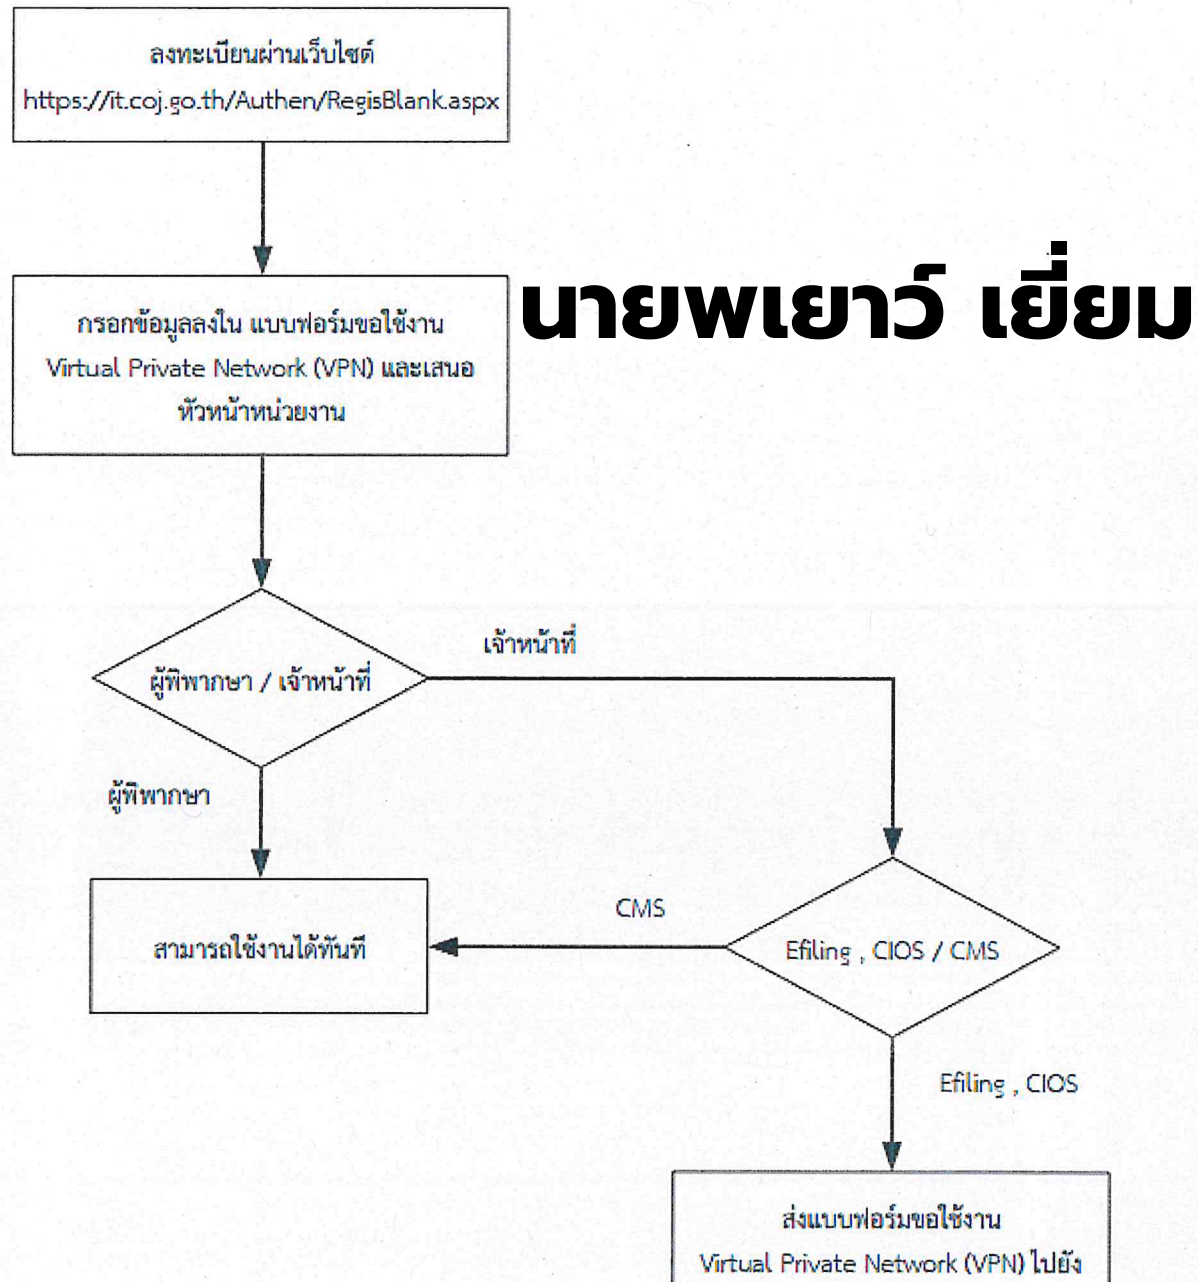 ลงทะเบียนผ่านเว็บไซต์
https://it.coj.go.th/Authen/RegisBlank.aspx
กรอกข้อมูลลงใน แบบฟอร์มขอใช้งาน
Virtual Private Network (VPN) และเสนอ
หัวหน้าหน่วยงาน
นายพเยาว์ เยี่ยม
เจ้าหน้าที่
ผู้พิพากษา / เจ้าหน้าที่
ผู้พิพากษา
CMS
สามารถใช้งานได้ทันที
Efiling , CIOS / CMS
Efiling , CIOS
ส่งแบบฟอร์มขอใช้งาน
Virtual Private Network (VPN) ไปยัง